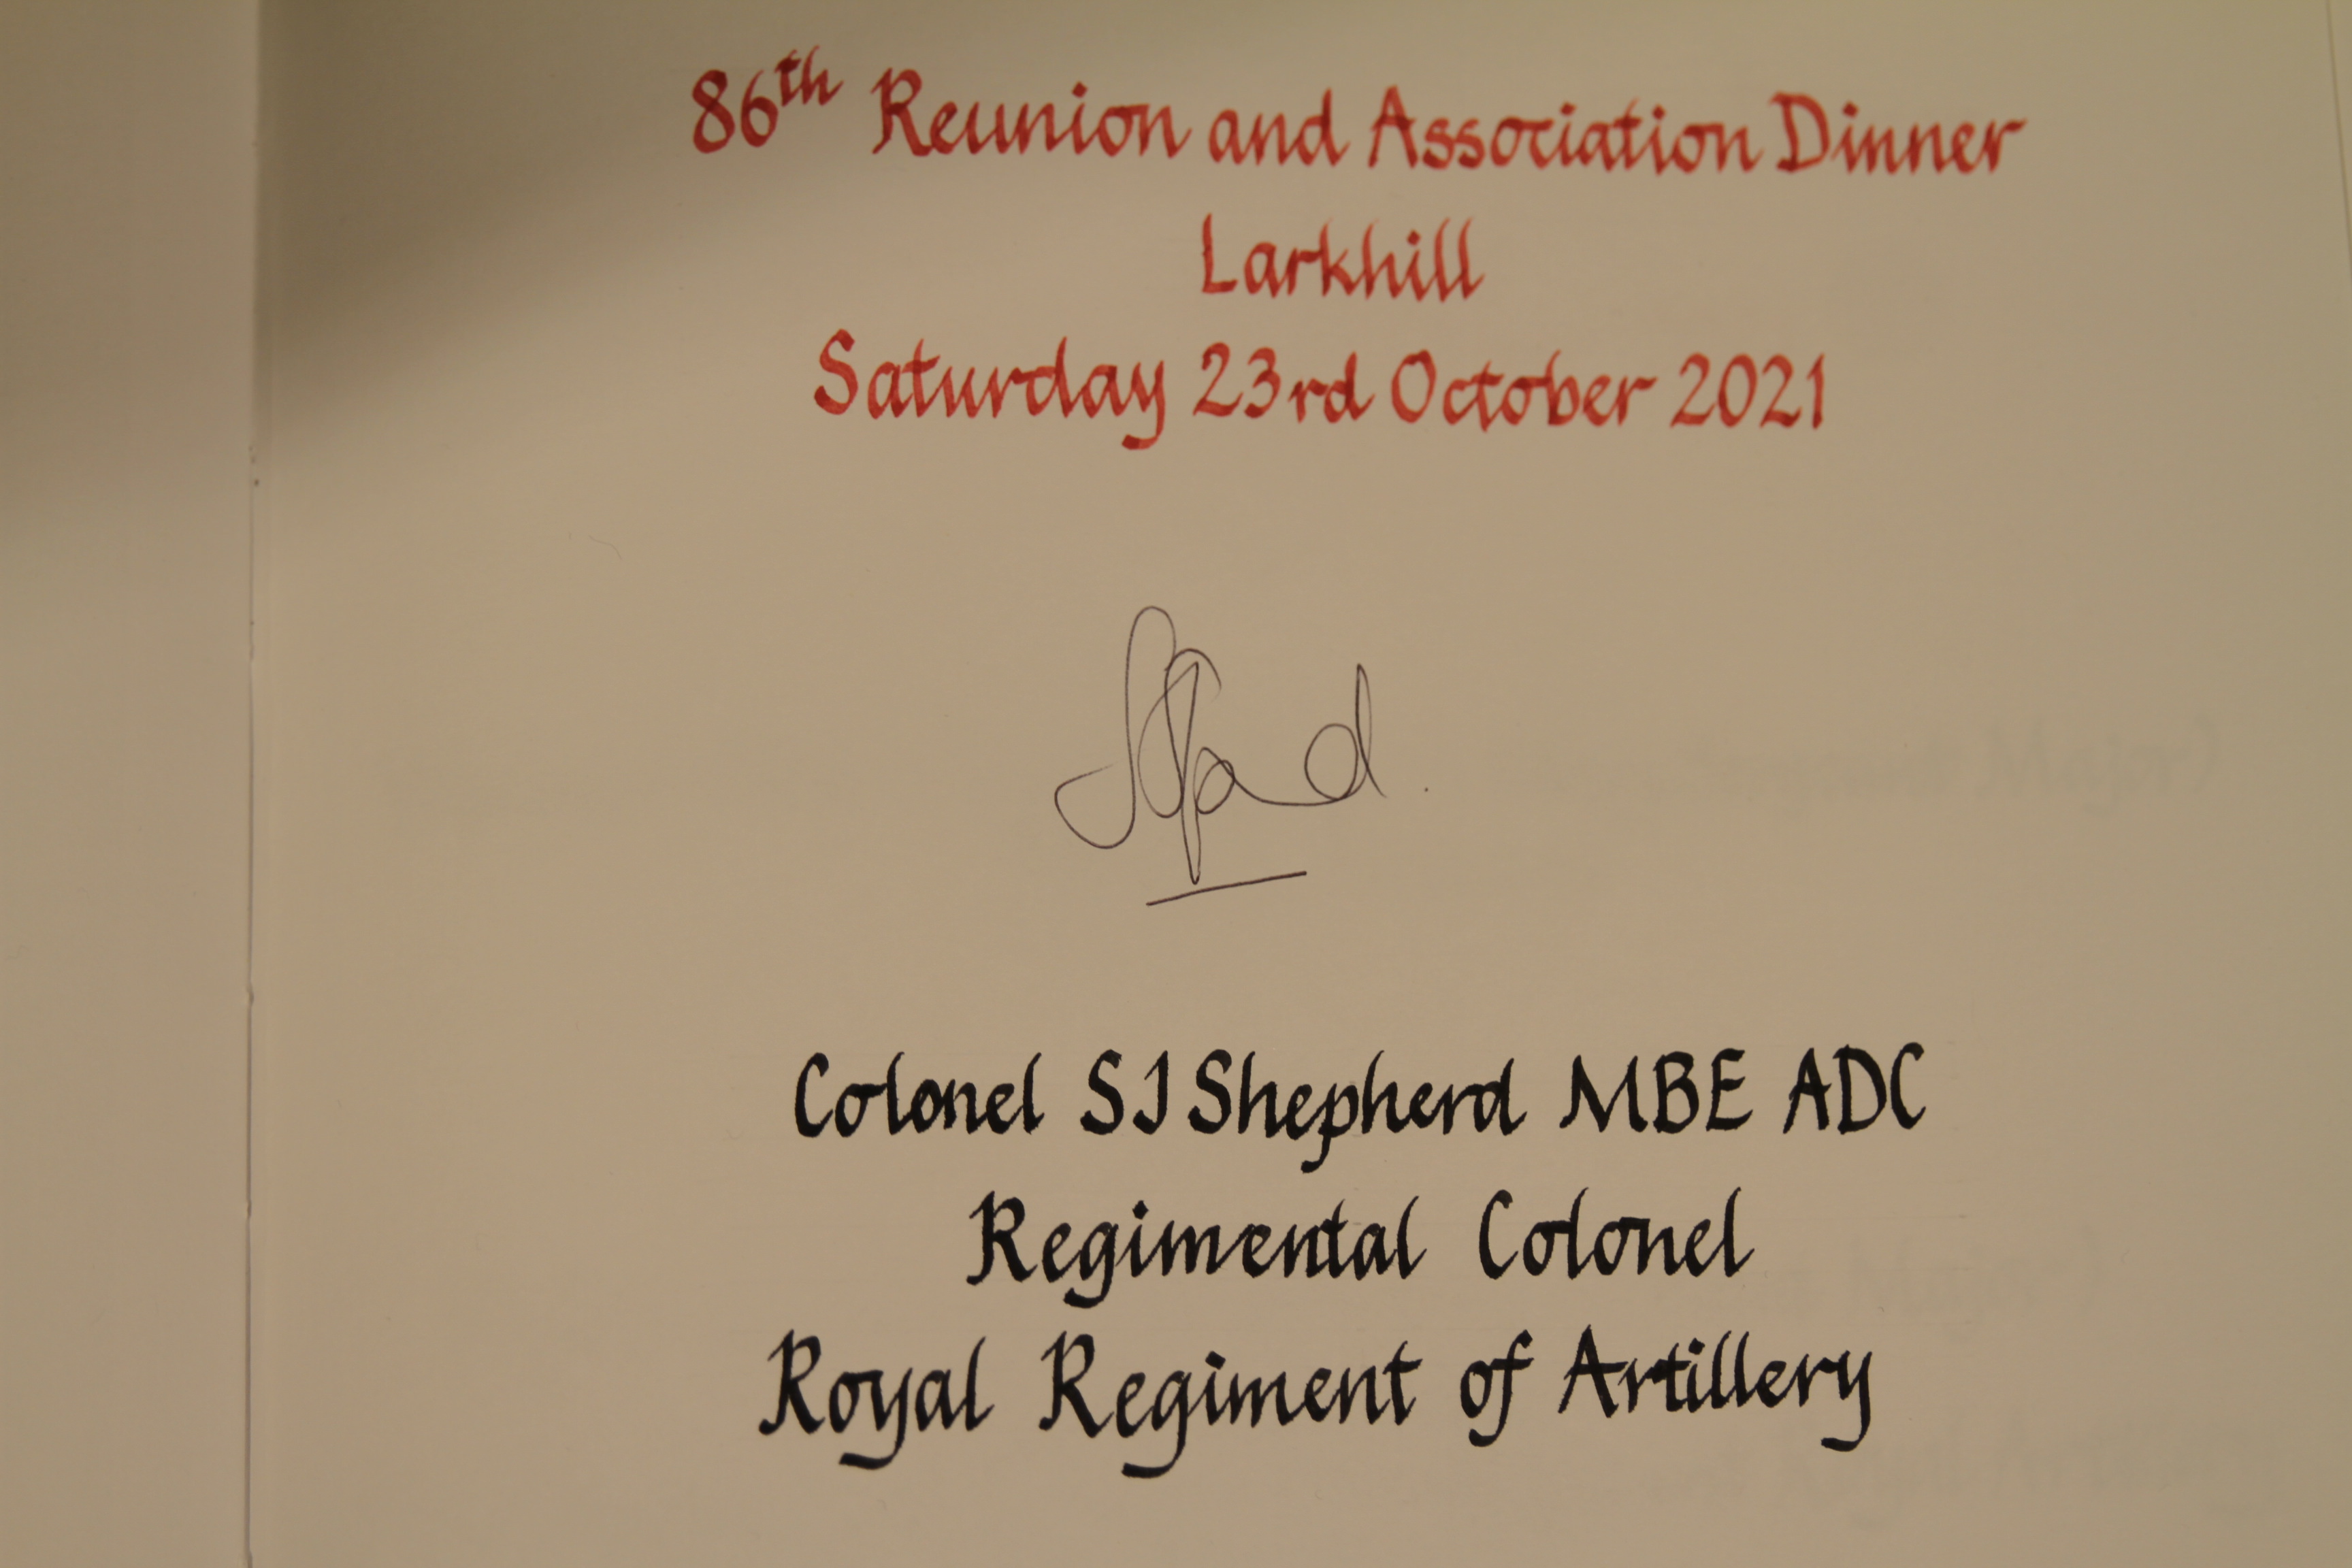 86th Reunion and Association Dinner
Larkhill
Saturday 23rd October 2021
Colonel SJ Shepherd MBE ADC
Regimental Colonel
Royal Regiment of Artillery